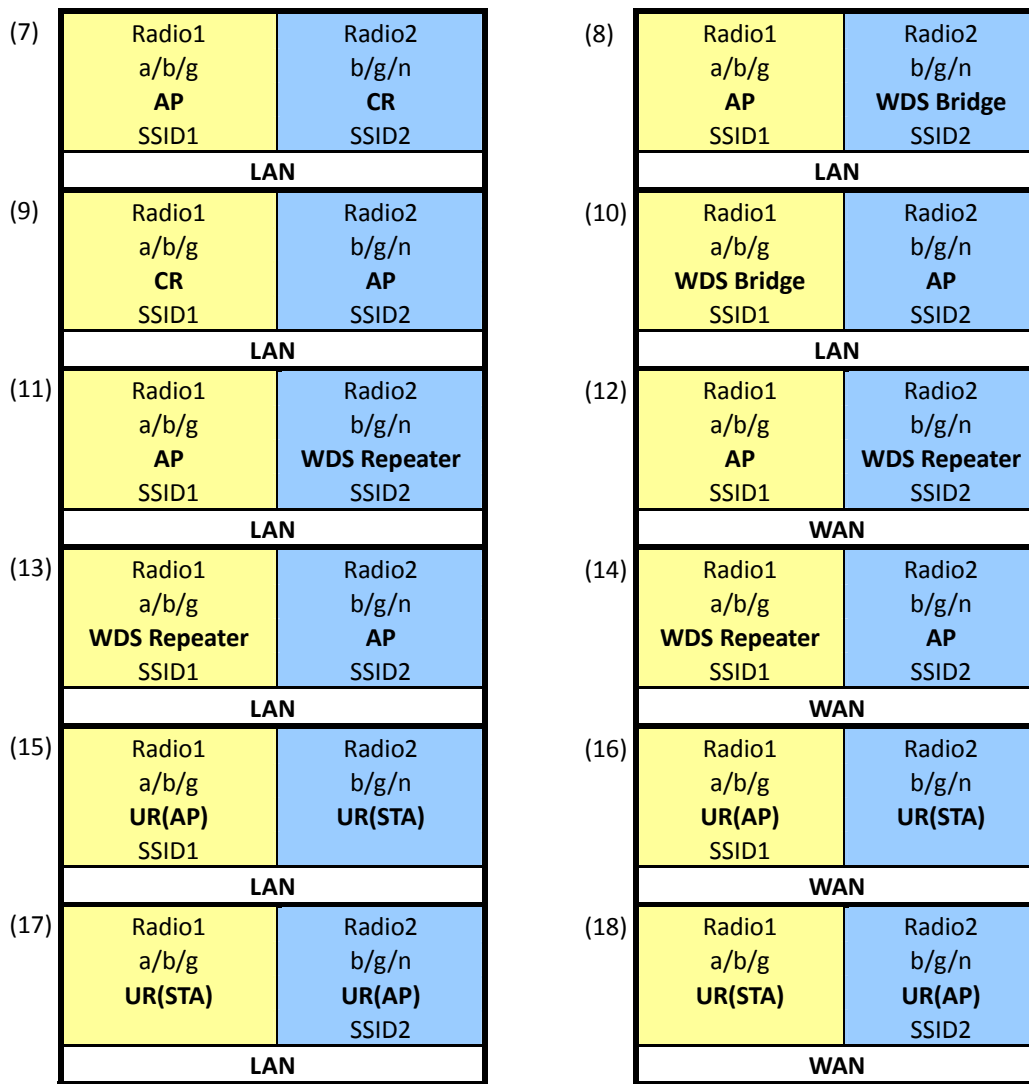 (7)
Radio1
a/b/g
AP
SSID1
Radio2
b/g/n
CR
SSID2
LAN
(8)
Radio1
a/b/g
AP
SSID1
Radio2
b/g/n
WDS Bridge
SSID2
LAN
(9)
Radio1
a/b/g
CR
SSID1
Radio2
b/g/n
AP
SSID2
LAN
(10)
Radio1
a/b/g
WDS Bridge
SSID1
Radio2
b/g/n
AP
SSID2
LAN
(11)
Radio1
a/b/g
AP
SSID1
Radio2
b/g/n
WDS Repeater
SSID2
LAN
(12)
Radio1
a/b/g
AP
SSID1
Radio2
b/g/n
WDS Repeater
SSID2
WAN
(13)
Radio1
a/b/g
WDS Repeater
SSID1
Radio2
b/g/n
AP
SSID2
LAN
(14)
Radio1
a/b/g
WDS Repeater
SSID1
Radio2
b/g/n
AP
SSID2
WAN
(15)
Radio1
a/b/g
UR(AP)
SSID1
Radio2
b/g/n
UR(STA)
LAN
(16)
Radio1
a/b/g
UR(AP)
SSID1
Radio2
b/g/n
UR(STA)
WAN
(17)
Radio1
a/b/g
UR(STA)
Radio2
b/g/n
UR(AP)
SSID2
LAN
(18)
Radio1
a/b/g
UR(STA)
Radio2
b/g/n
UR(AP)
SSID2
WAN